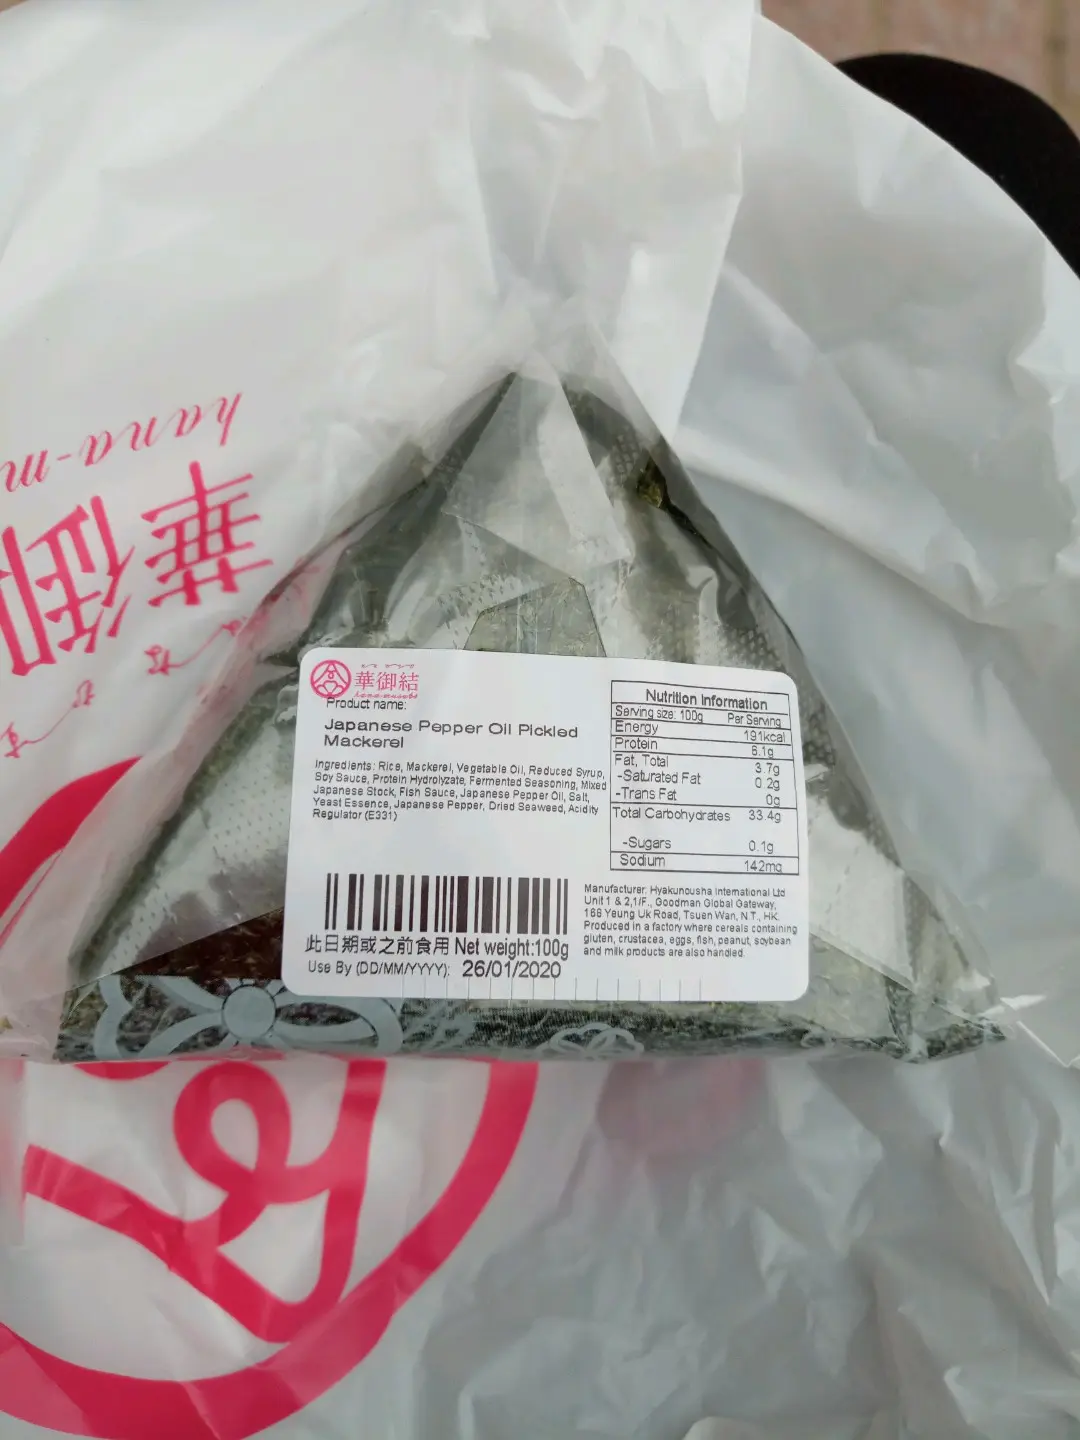 hana-m
華御
華御結
hana-musubi
Product name:
Japanese Pepper Oil Pickled
Mackerel
Ingredients: Rice, Mackerel, Vegetable Oil, Reduced Syrup,
Soy Sauce, Protein Hydrolyzate, Fermented Seasoning, Mixed
Japanese Stock, Fish Sauce, Japanese Pepper Oil, Salt,
Yeast Essence, Japanese Pepper, Dried Seaweed, Acidity
Regulator (E331)
Nutrition Information
Serving size: 100g Per Serving
Energy 191kcal
Protein 6.1g
Fat, Total 3.7g
-Saturated Fat 0.2g
-Trans Fat 0g
Total Carbohydrates 33.4g
-Sugars 0.1g
Sodium 142mg
Manufacturer: Hyakunousha International Ltd
Unit 1 & 2,1/F., Goodman Global Gateway,
168 Yeung Uk Road, Tsuen Wan, N.T., HK.
Produced in a factory where cereals containing
gluten, crustacea, eggs, fish, peanut, soybean
and milk products are also handled.
此日期或之前食用 Net weight:100g
Use By (DD/MM/YYYY): 26/01/2020